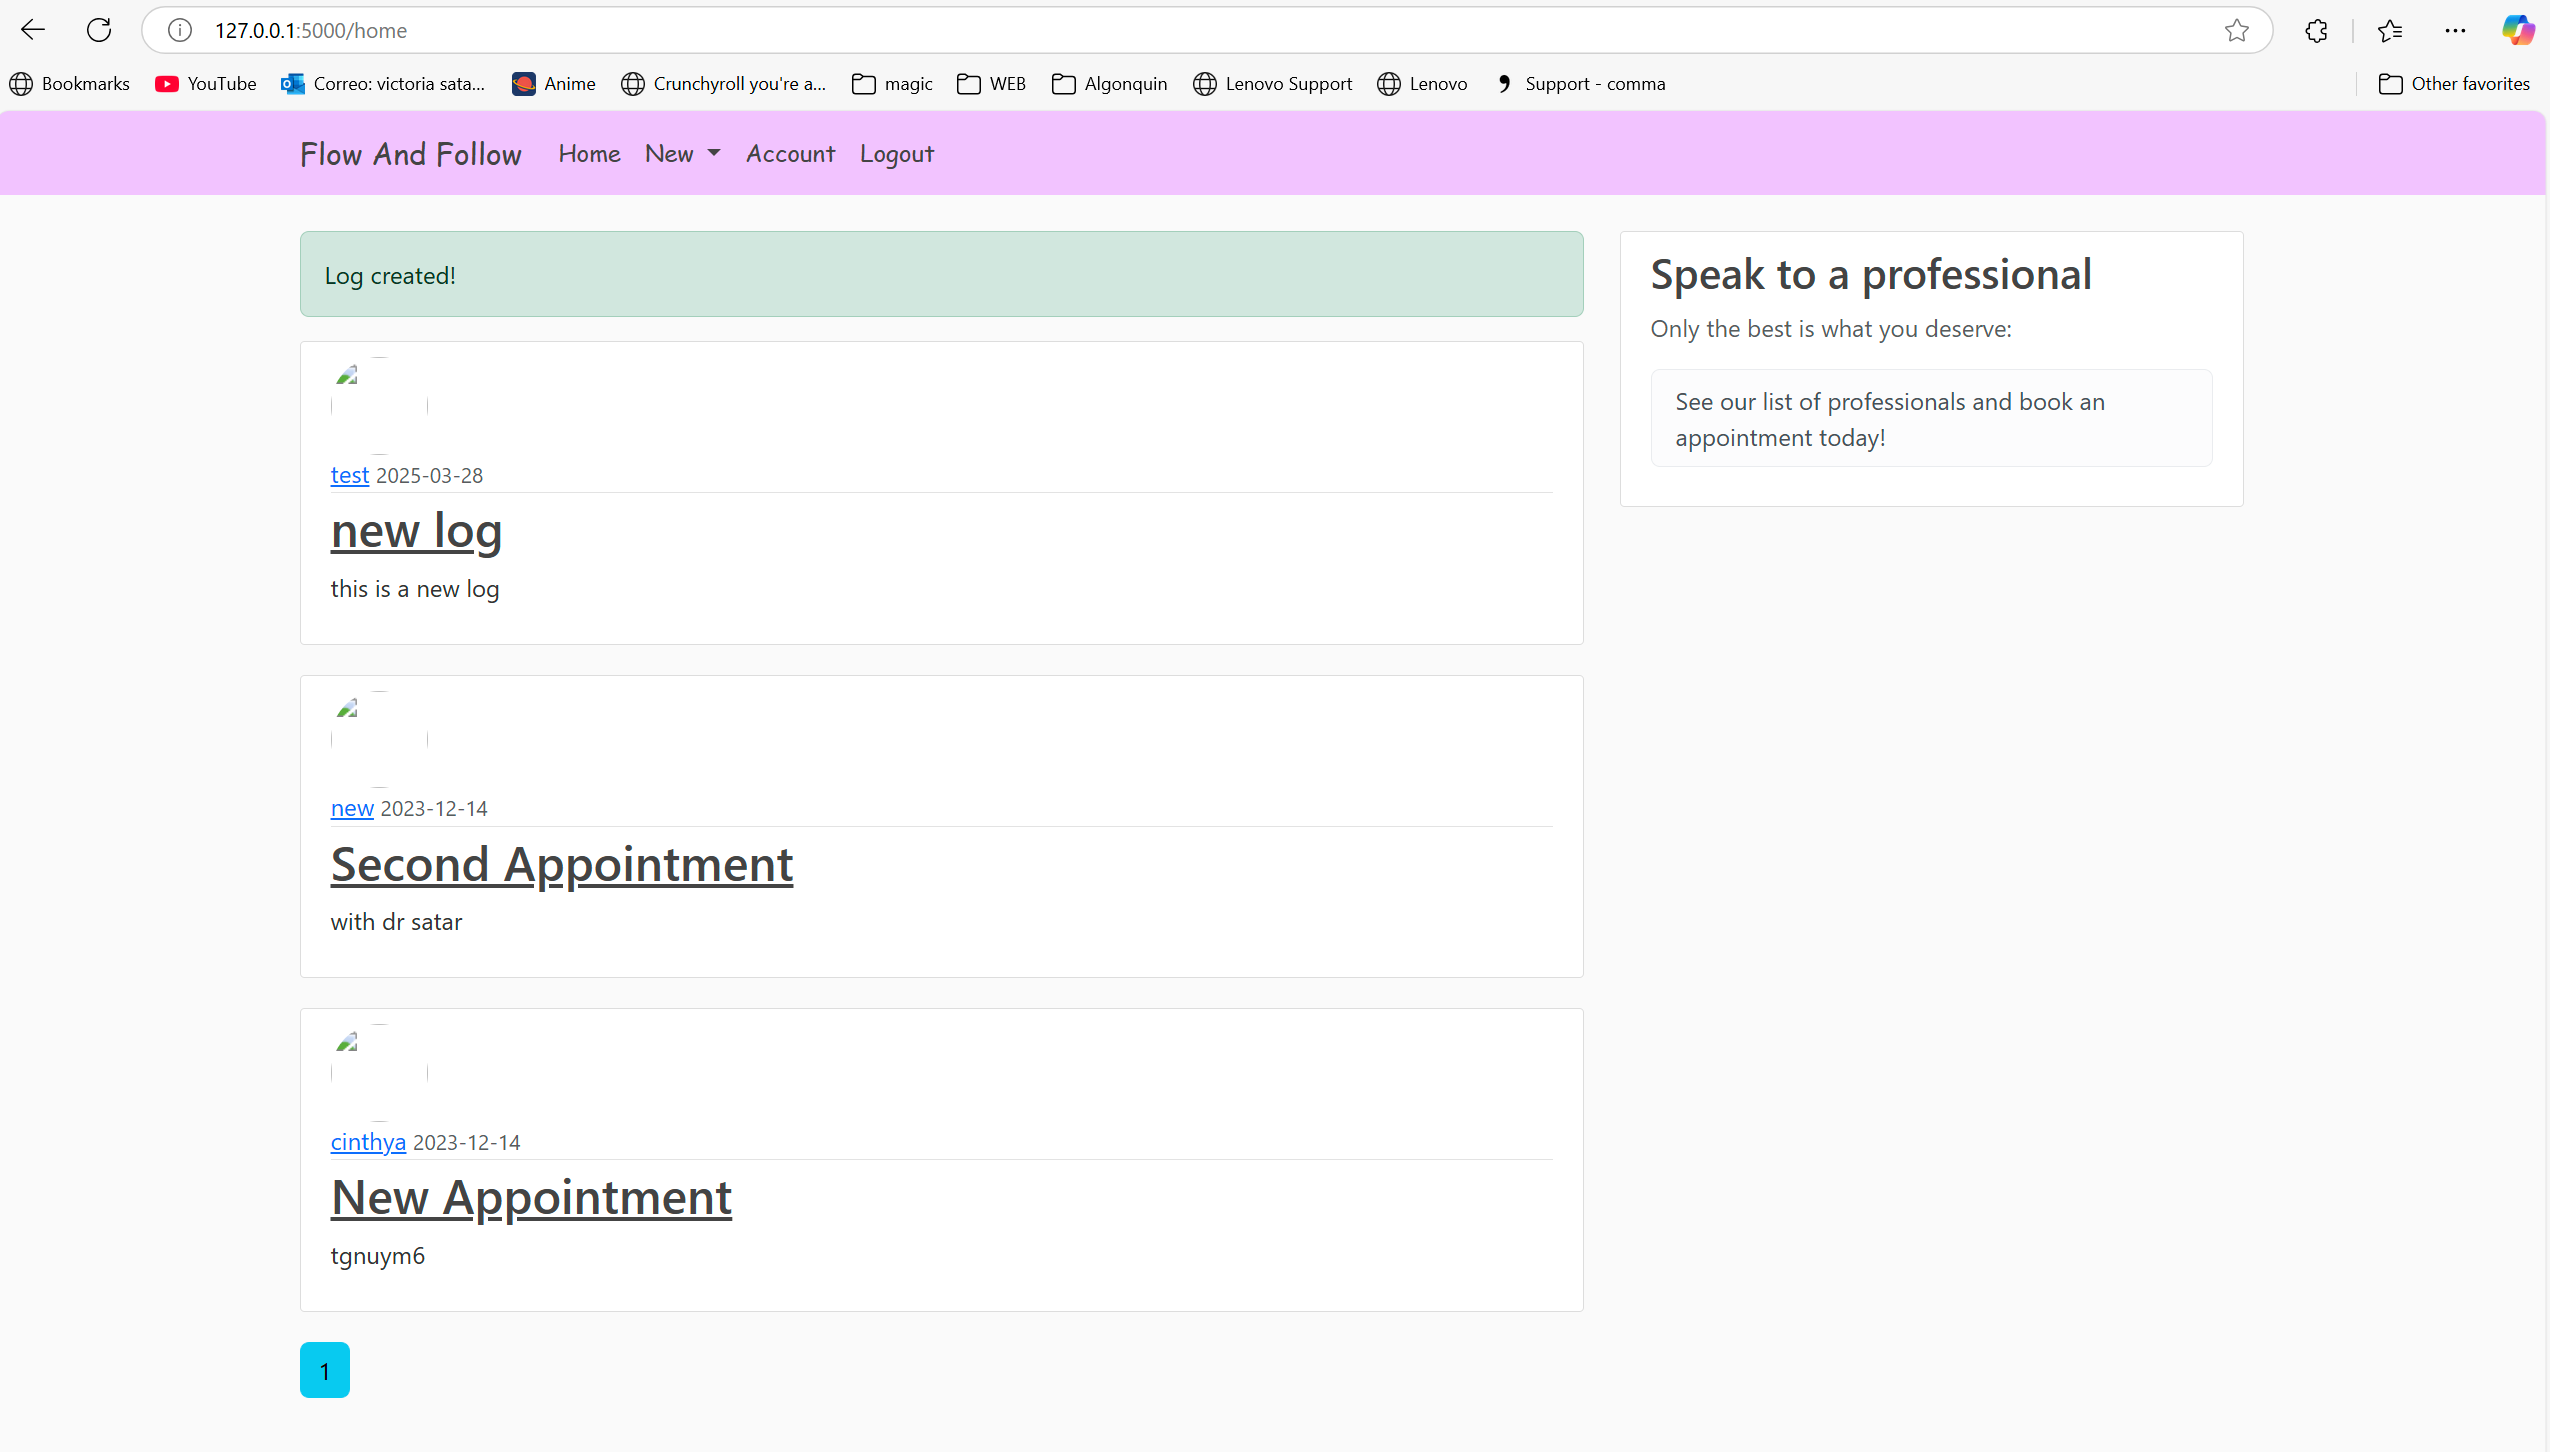 127.0.0.1:5000/home
Bookmarks YouTube Correo: victoria sata... Anime Crunchyroll you're a... magic WEB Algonquin Lenovo Support Lenovo Support - comma Other favorites
Flow And Follow Home New Account Logout
Log created!
test 2025-03-28
new log
this is a new log
new 2023-12-14
Second Appointment
with dr satar
cinthya 2023-12-14
New Appointment
tgnuym6
1
Speak to a professional
Only the best is what you deserve:
See our list of professionals and book an
appointment today!